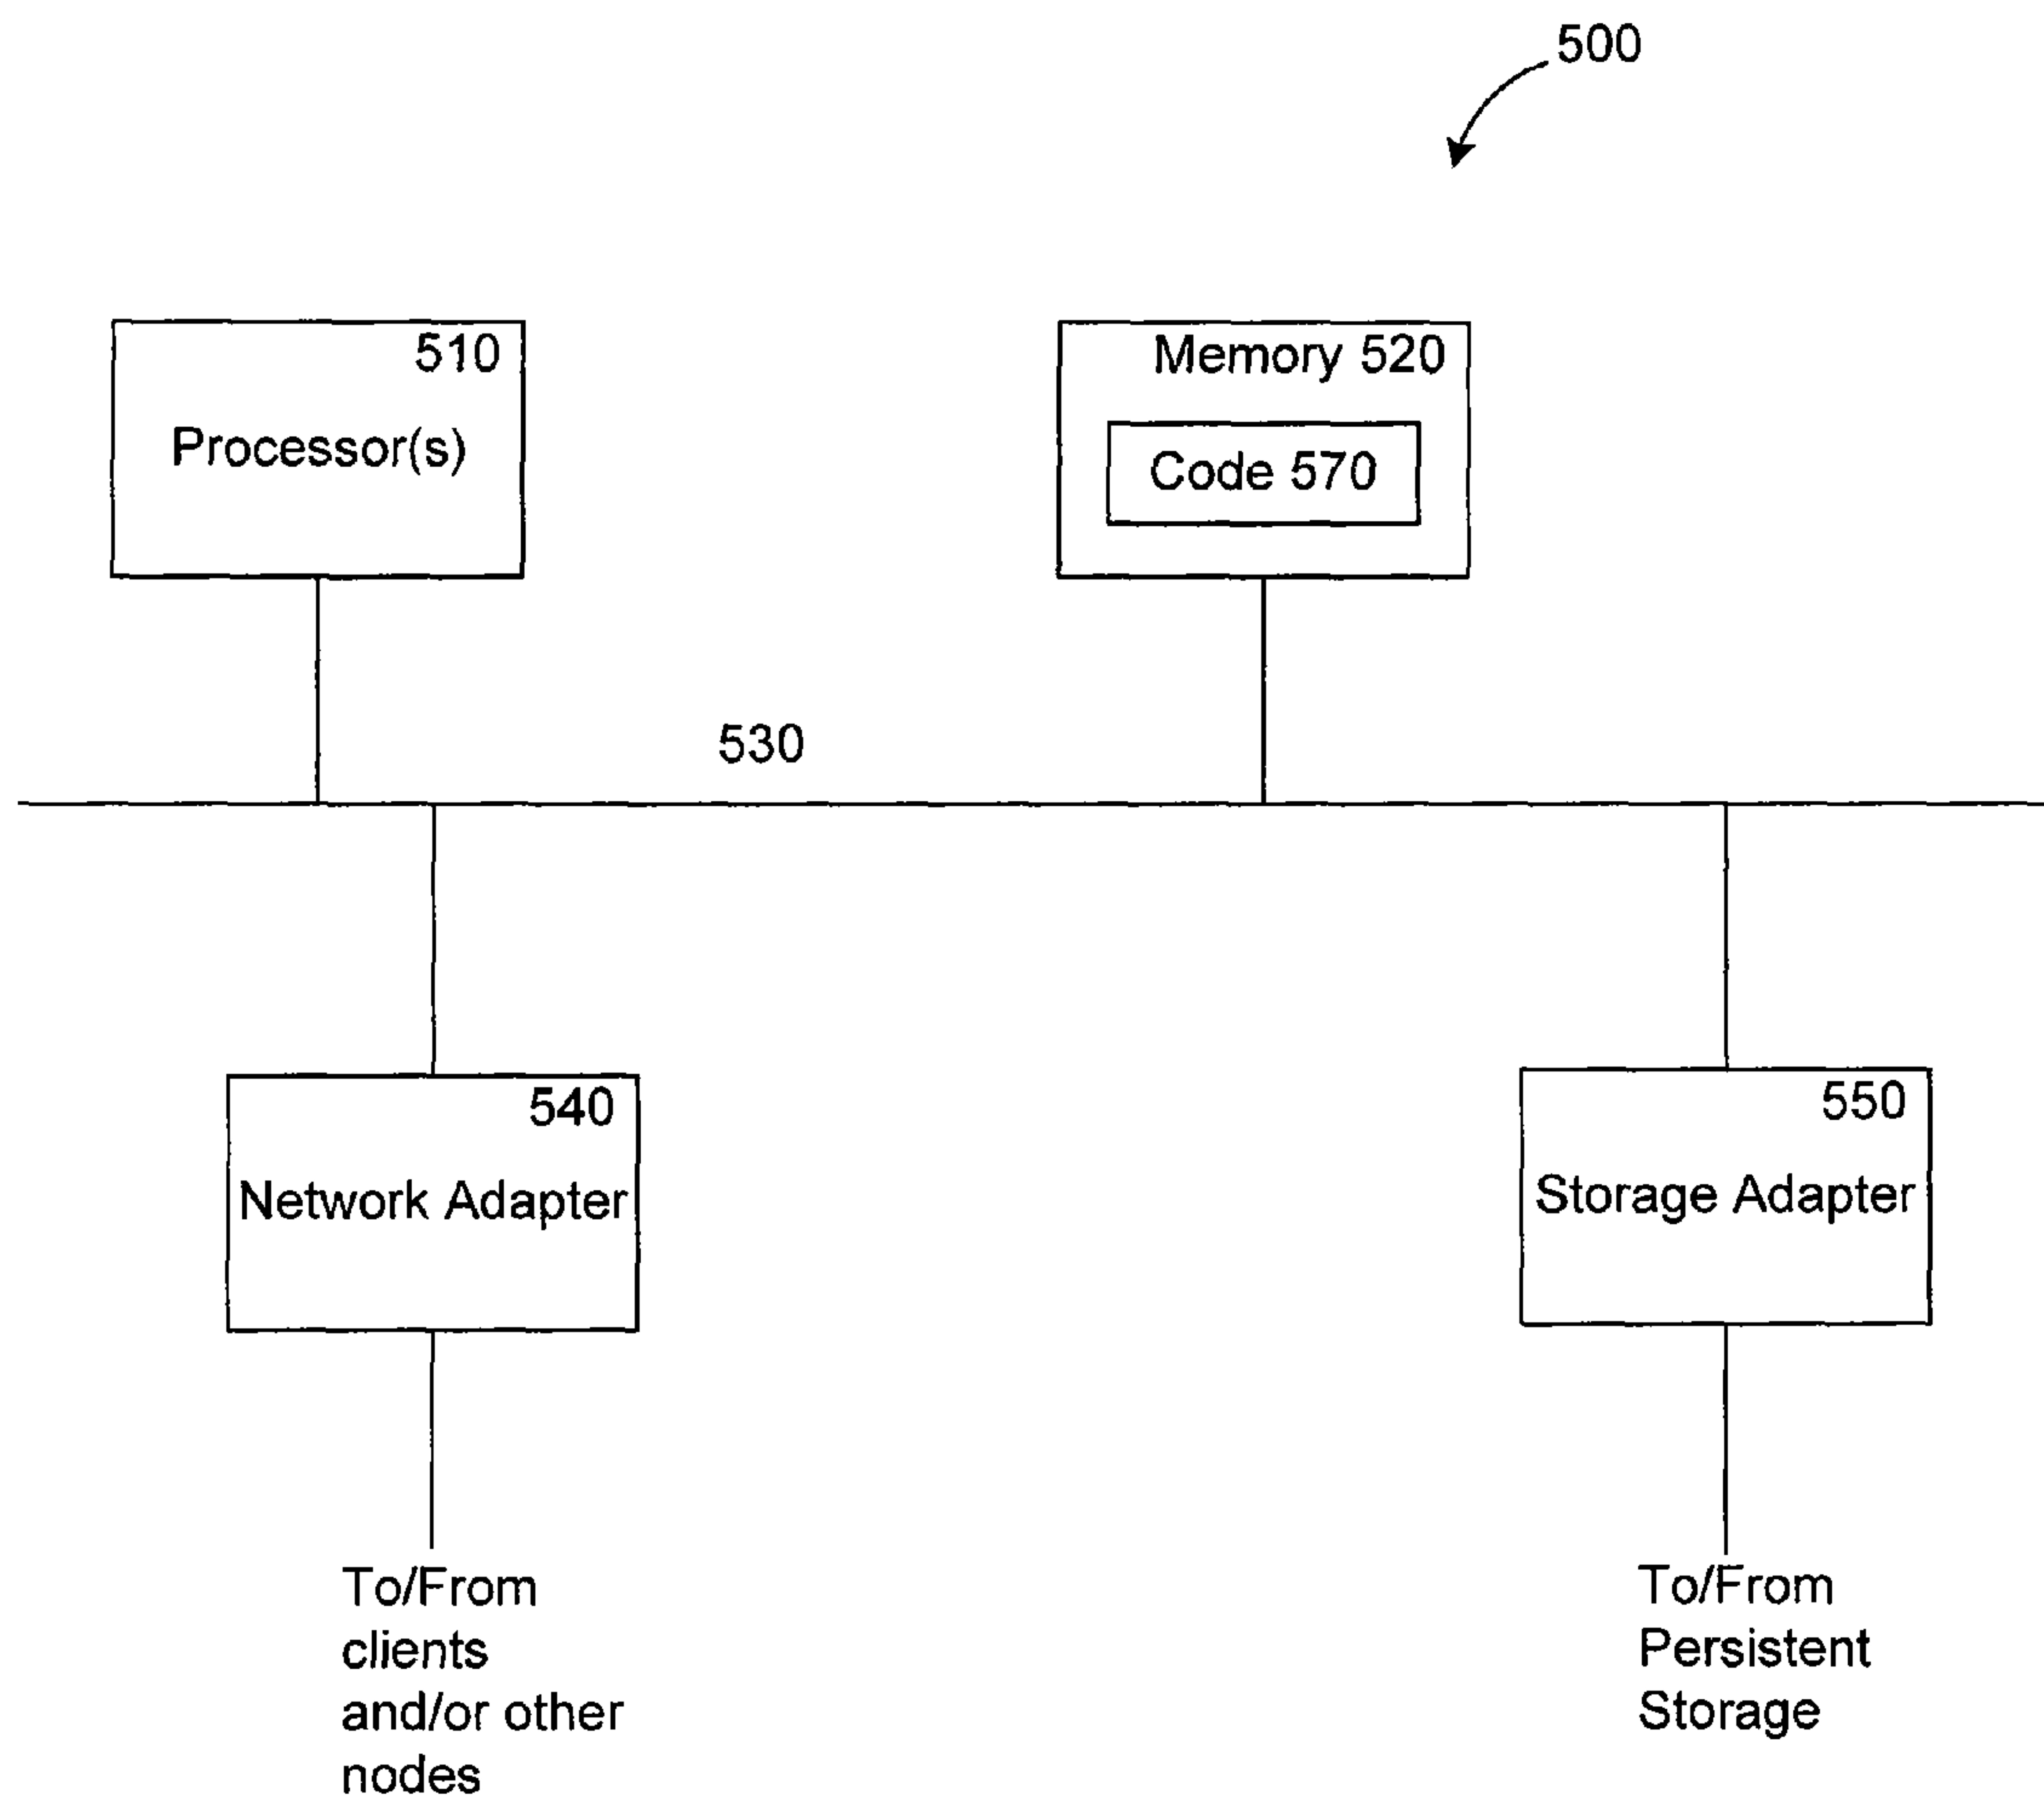 500
510
Processor(s)
Memory 520
Code 570
530
540
Network Adapter
550
Storage Adapter
To/From
clients
and/or other
nodes
To/From
Persistent
Storage